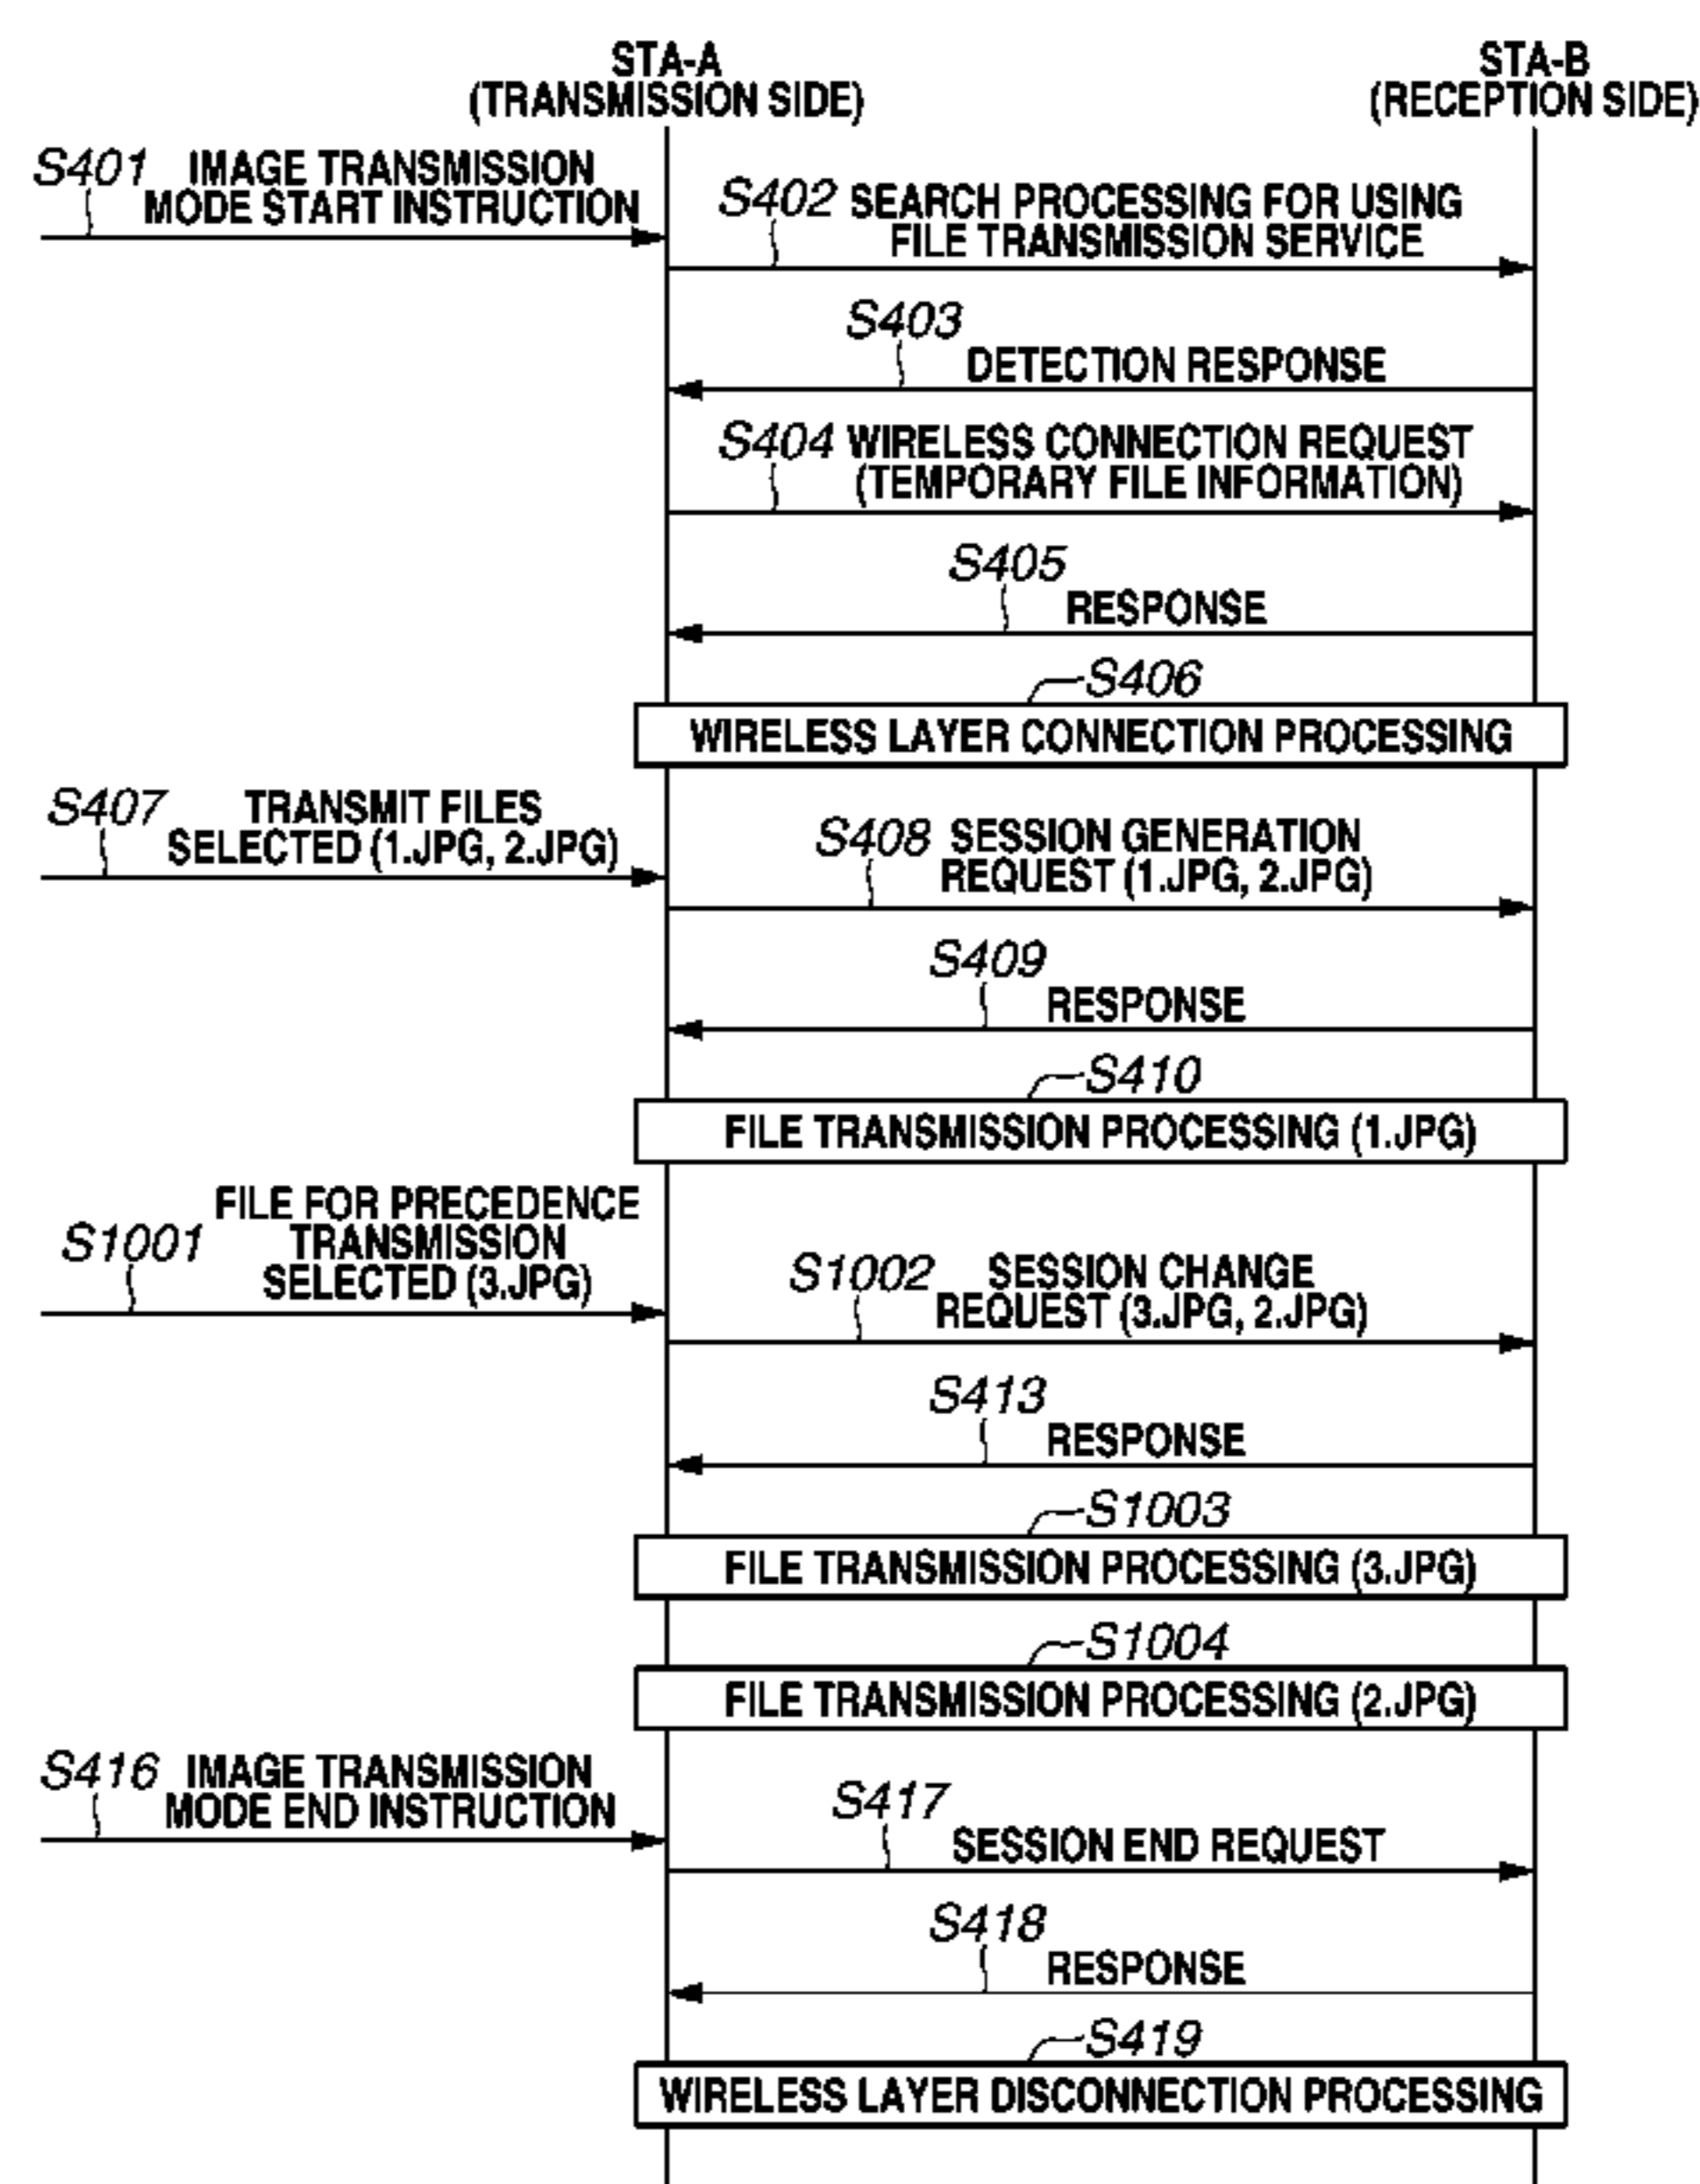 STA-A
(TRANSMISSION SIDE)
STA-B
(RECEPTION SIDE)
S401
IMAGE TRANSMISSION
MODE START INSTRUCTION
S402
SEARCH PROCESSING FOR USING
FILE TRANSMISSION SERVICE
S403
DETECTION RESPONSE
S404
WIRELESS CONNECTION REQUEST
(TEMPORARY FILE INFORMATION)
S405
RESPONSE
S406
WIRELESS LAYER CONNECTION PROCESSING
S407
TRANSMIT FILES
SELECTED (1.JPG, 2.JPG)
S408
SESSION GENERATION
REQUEST (1.JPG, 2.JPG)
S409
RESPONSE
S410
FILE TRANSMISSION PROCESSING (1.JPG)
S1001
FILE FOR PRECEDENCE
TRANSMISSION
SELECTED (3.JPG)
S1002
SESSION CHANGE
REQUEST (3.JPG, 2.JPG)
S413
RESPONSE
S1003
FILE TRANSMISSION PROCESSING (3.JPG)
S1004
FILE TRANSMISSION PROCESSING (2.JPG)
S416
IMAGE TRANSMISSION
MODE END INSTRUCTION
S417
SESSION END REQUEST
S418
RESPONSE
S419
WIRELESS LAYER DISCONNECTION PROCESSING